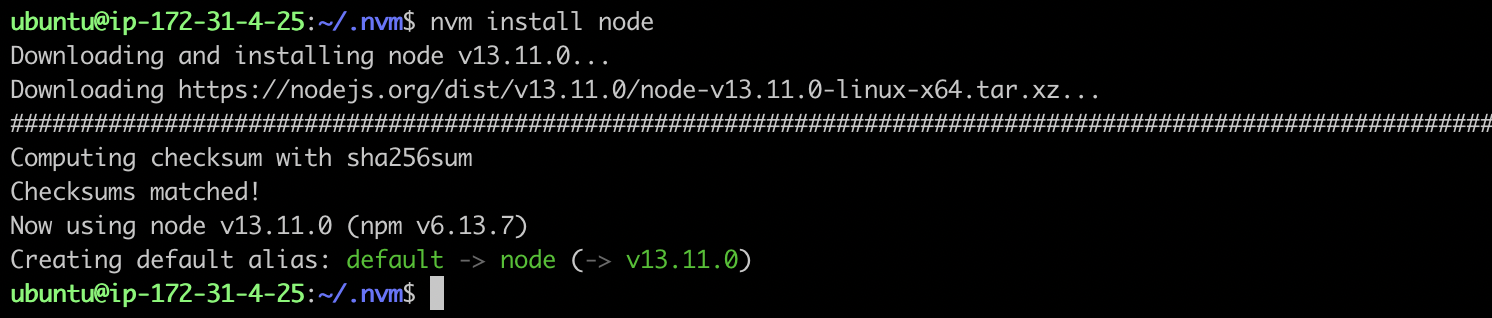 ubuntu@ip-172-31-4-25:~/.nvm$ nvm install node
Downloading and installing node v13.11.0...
Downloading https://nodejs.org/dist/v13.11.0/node-v13.11.0-linux-x64.tar.xz...
##########################################################################################################
Computing checksum with sha256sum
Checksums matched!
Now using node v13.11.0 (npm v6.13.7)
Creating default alias: default -> node (-> v13.11.0)
ubuntu@ip-172-31-4-25:~/.nvm$